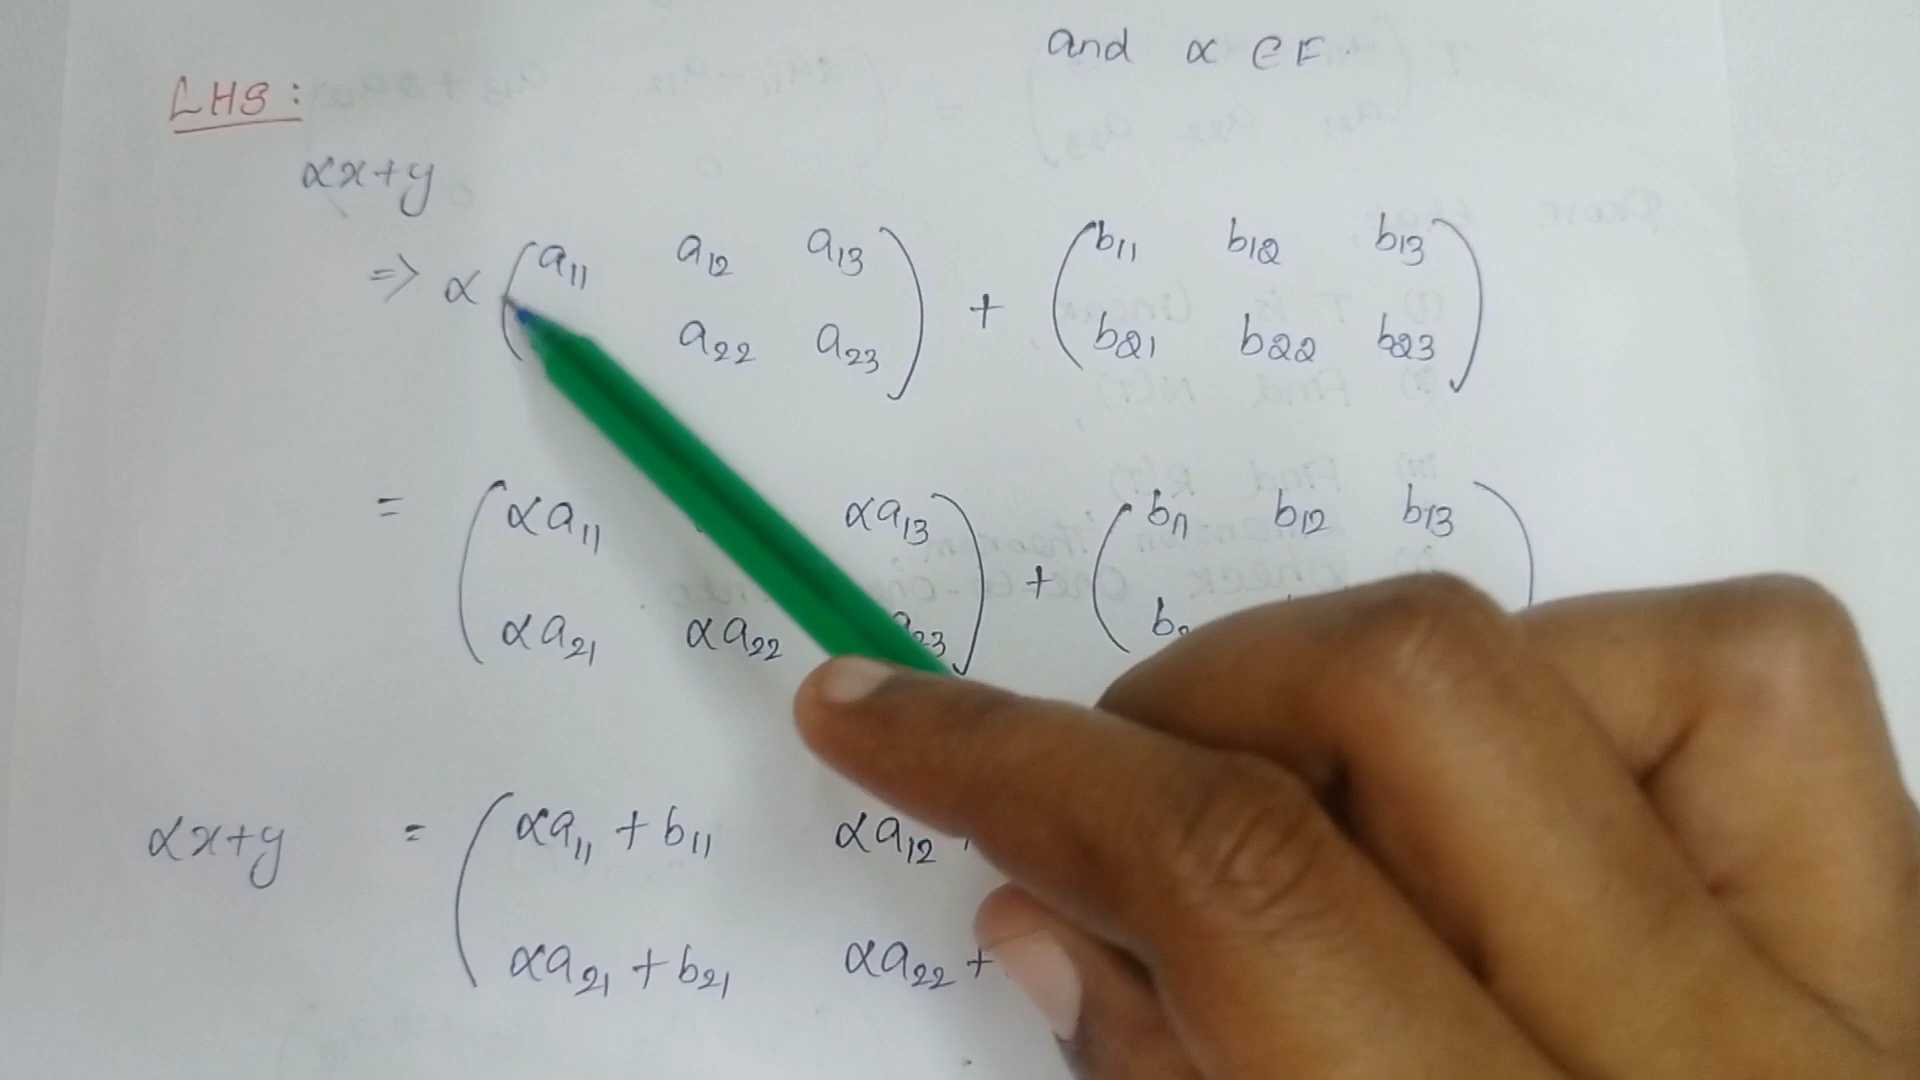 and α ∈ F.
LHS:
αx+y
=> α ( a11 a12 a13 ) + ( b11 b12 b13 )
a22 a23 b21 b22 b23
= ( αa11 αa13 ) + ( b11 b12 b13 )
αa21 αa22 a23
αx+y = ( αa11 + b11 αa12
αa21 + b21 αa22 +